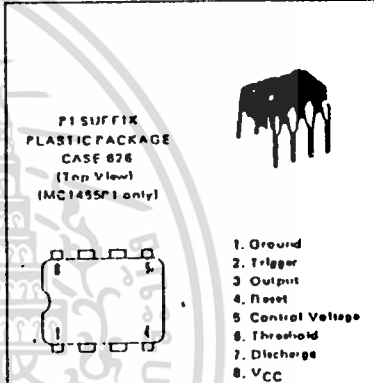 P1 SUFFIX
PLASTIC PACKAGE
CASE 626
(Top View)
(MC1455P1 only)
8
5
1
4
1. Ground
2. Trigger
3 Output
4. Reset
5 Control Voltage
6. Threshold
7. Discharge
8. VCC